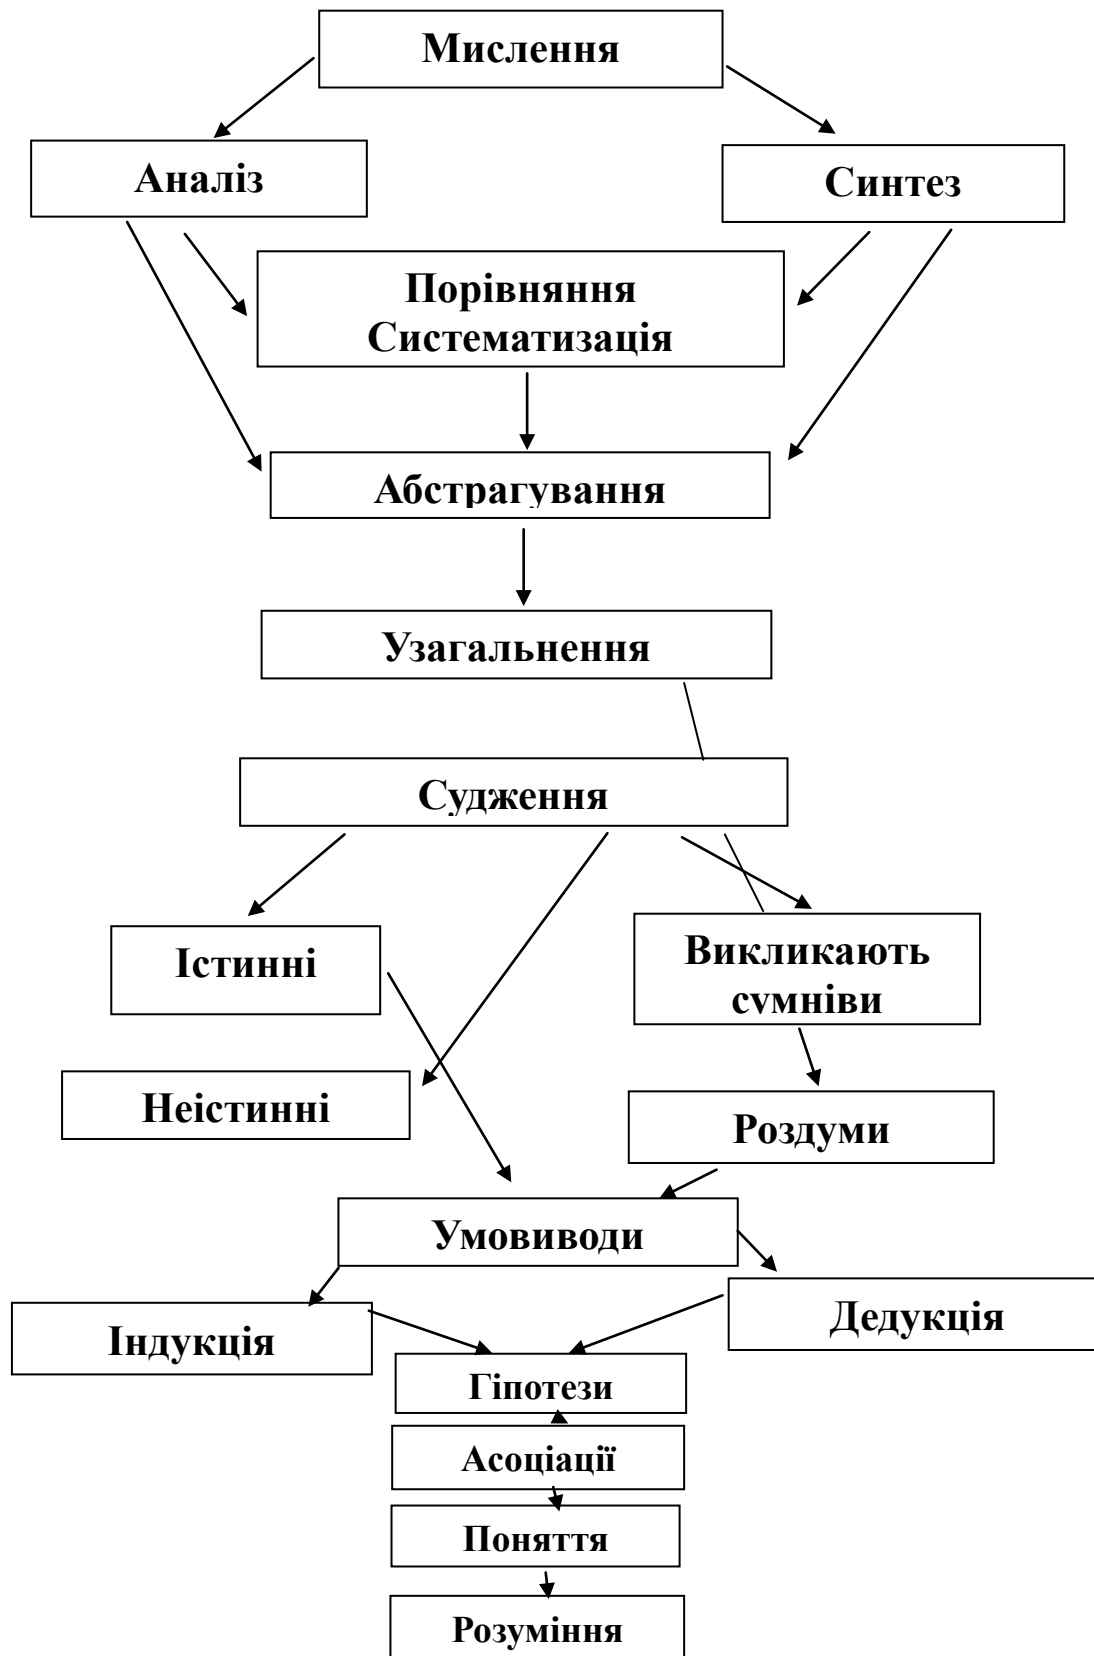 Мислення
Аналіз
Синтез
Порівняння
Систематизація
Абстрагування
Узагальнення
Судження
Істинні
Викликають
сумніви
Неістинні
Роздуми
Умовиводи
Індукція
Дедукція
Гіпотези
Асоціації
Поняття
Розуміння